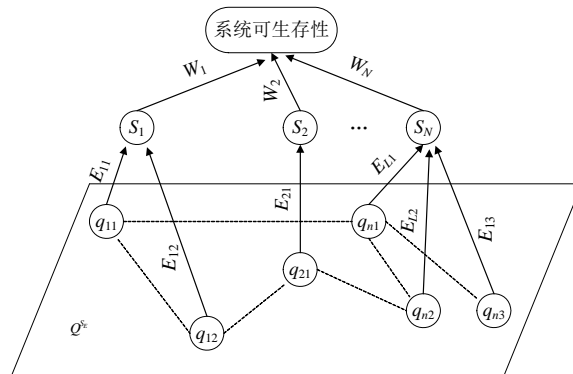 系统可生存性
W1 W2 WN
S1 S2 ... SN
E11 E12 E21 EL1 EL2 E13
q11 qn1
q21
q12 qn2 qn3
Q^SE